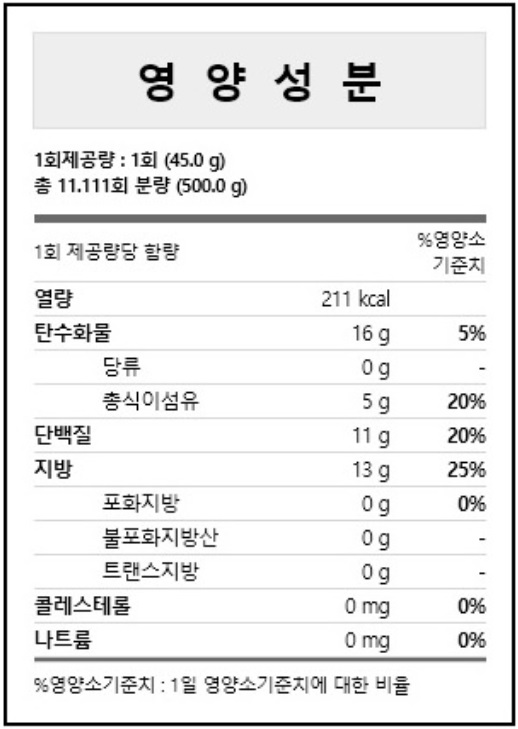 영 양 성 분
1회제공량 : 1회 (45.0 g)
총 11.111회 분량 (500.0 g)
1회 제공량당 함량 %영양소 기준치
열량 211 kcal
탄수화물 16 g 5%
당류 0 g -
총식이섬유 5 g 20%
단백질 11 g 20%
지방 13 g 25%
포화지방 0 g 0%
불포화지방산 0 g -
트랜스지방 0 g -
콜레스테롤 0 mg 0%
나트륨 0 mg 0%
%영양소기준치 : 1일 영양소기준치에 대한 비율